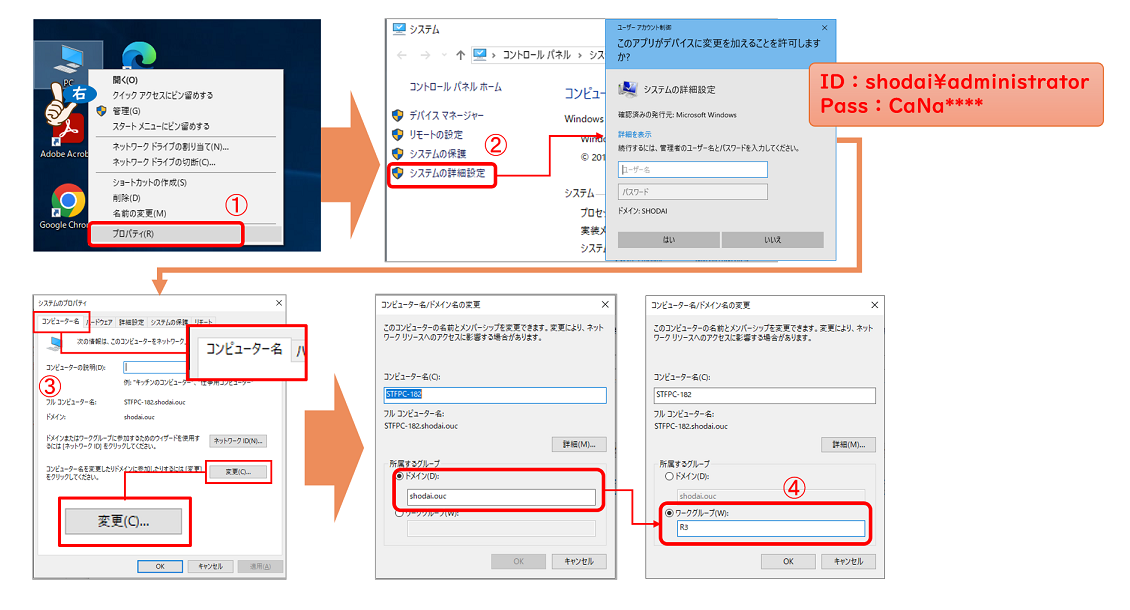 PC
右
Adobe Acrob
Google Chro
開く(O)
クイック アクセスにピン留めする
管理(G)
スタート メニューにピン留めする
ネットワーク ドライブの割り当て(N)...
ネットワーク ドライブの切断(C)...
ショートカットの作成(S)
削除(D)
名前の変更(M)
①
プロパティ(R)
システム
コントロール パネル
シス
コントロール パネル ホーム
デバイス マネージャー
リモートの設定
システムの保護
②
システムの詳細設定
コンピュー
Windows
Windo
© 201
システム
プロセ
実装メ
システム
ユーザー アカウント制御
×
このアプリがデバイスに変更を加えることを許可します
か?
システムの詳細設定
確認済みの発行元: Microsoft Windows
詳細を表示
続行するには、管理者のユーザー名とパスワードを入力してください。
ユーザー名
パスワード
ドメイン: SHODAI
はい
いいえ
ID:shodai¥administrator
Pass:CaNa****
システムのプロパティ
×
コンピューター名
ハードウェア
詳細設定
システムの保護
リモート
次の情報は、このコンピューターをネットワーク
コンピューター名
ハ
コンピューターの説明(D):
③
フル コンピューター名:
STFPC-182.shodai.ouc
ドメイン:
shodai.ouc
ドメインまたはワークグループに参加するためのウィザードを使用す
るには [ネットワーク ID] をクリックしてください。
ネットワーク ID(N)...
コンピューター名を変更したりドメインに参加したりするには [変更]
をクリックしてください。
変更(C)...
変更(C)...
OK
キャンセル
適用(A)
コンピューター名/ドメイン名の変更
×
このコンピューターの名前とメンバーシップを変更できます。変更により、ネット
ワーク リソースへのアクセスに影響する場合があります。
コンピューター名(C):
STFPC-182
フル コンピューター名:
STFPC-182.shodai.ouc
詳細(M)...
所属するグループ
ドメイン(D):
shodai.ouc
ワークグループ(W):
OK
キャンセル
コンピューター名/ドメイン名の変更
×
このコンピューターの名前とメンバーシップを変更できます。変更により、ネット
ワーク リソースへのアクセスに影響する場合があります。
コンピューター名(C):
STFPC-182
フル コンピューター名:
STFPC-182.shodai.ouc
詳細(M)...
所属するグループ
ドメイン(D):
shodai.ouc
④
ワークグループ(W):
R3
OK
キャンセル